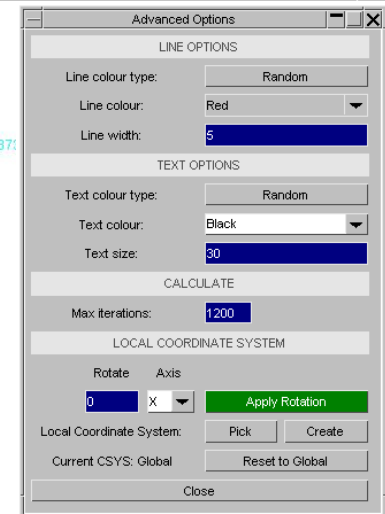 Advanced Options
LINE OPTIONS
Line colour type: Random
Line colour: Red
Line width: 5
TEXT OPTIONS
Text colour type: Random
Text colour: Black
Text size: 30
CALCULATE
Max iterations: 1200
LOCAL COORDINATE SYSTEM
Rotate Axis
0 X Apply Rotation
Local Coordinate System: Pick Create
Current CSYS: Global Reset to Global
Close